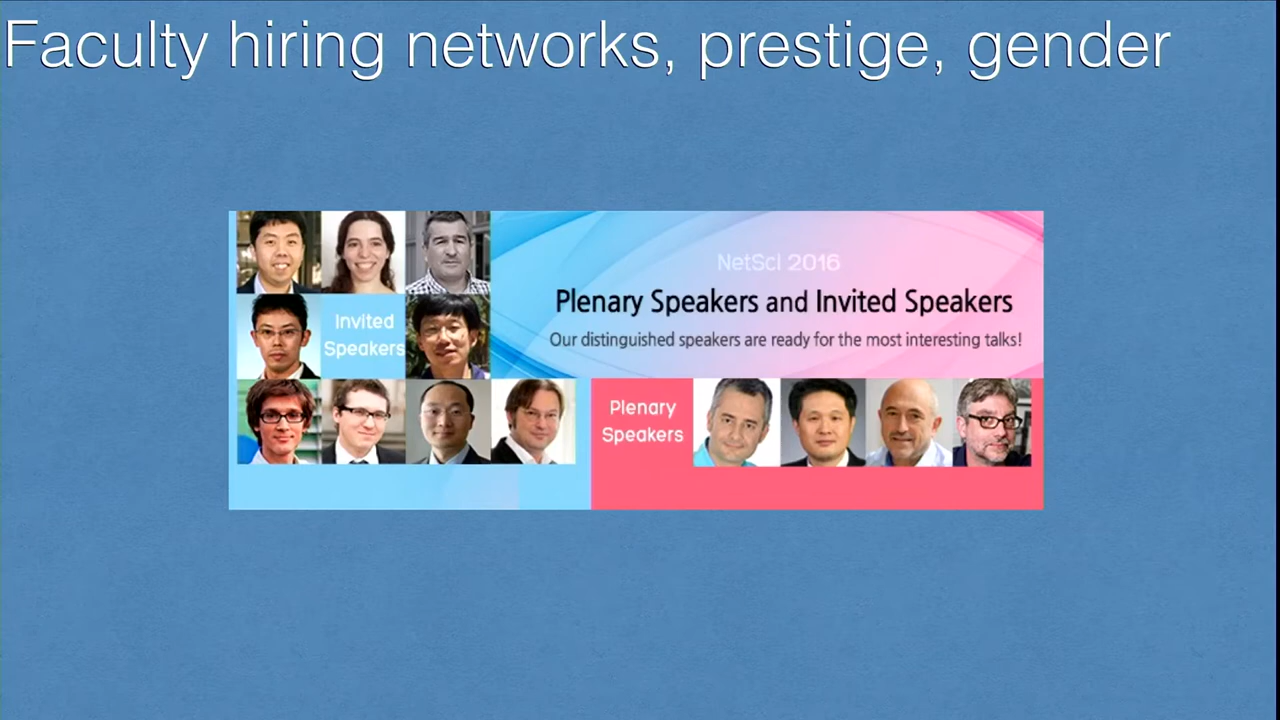 Faculty hiring networks, prestige, gender
NetSci 2016
Plenary Speakers and Invited Speakers
Our distinguished speakers are ready for the most interesting talks!
Invited
Speakers
Plenary
Speakers